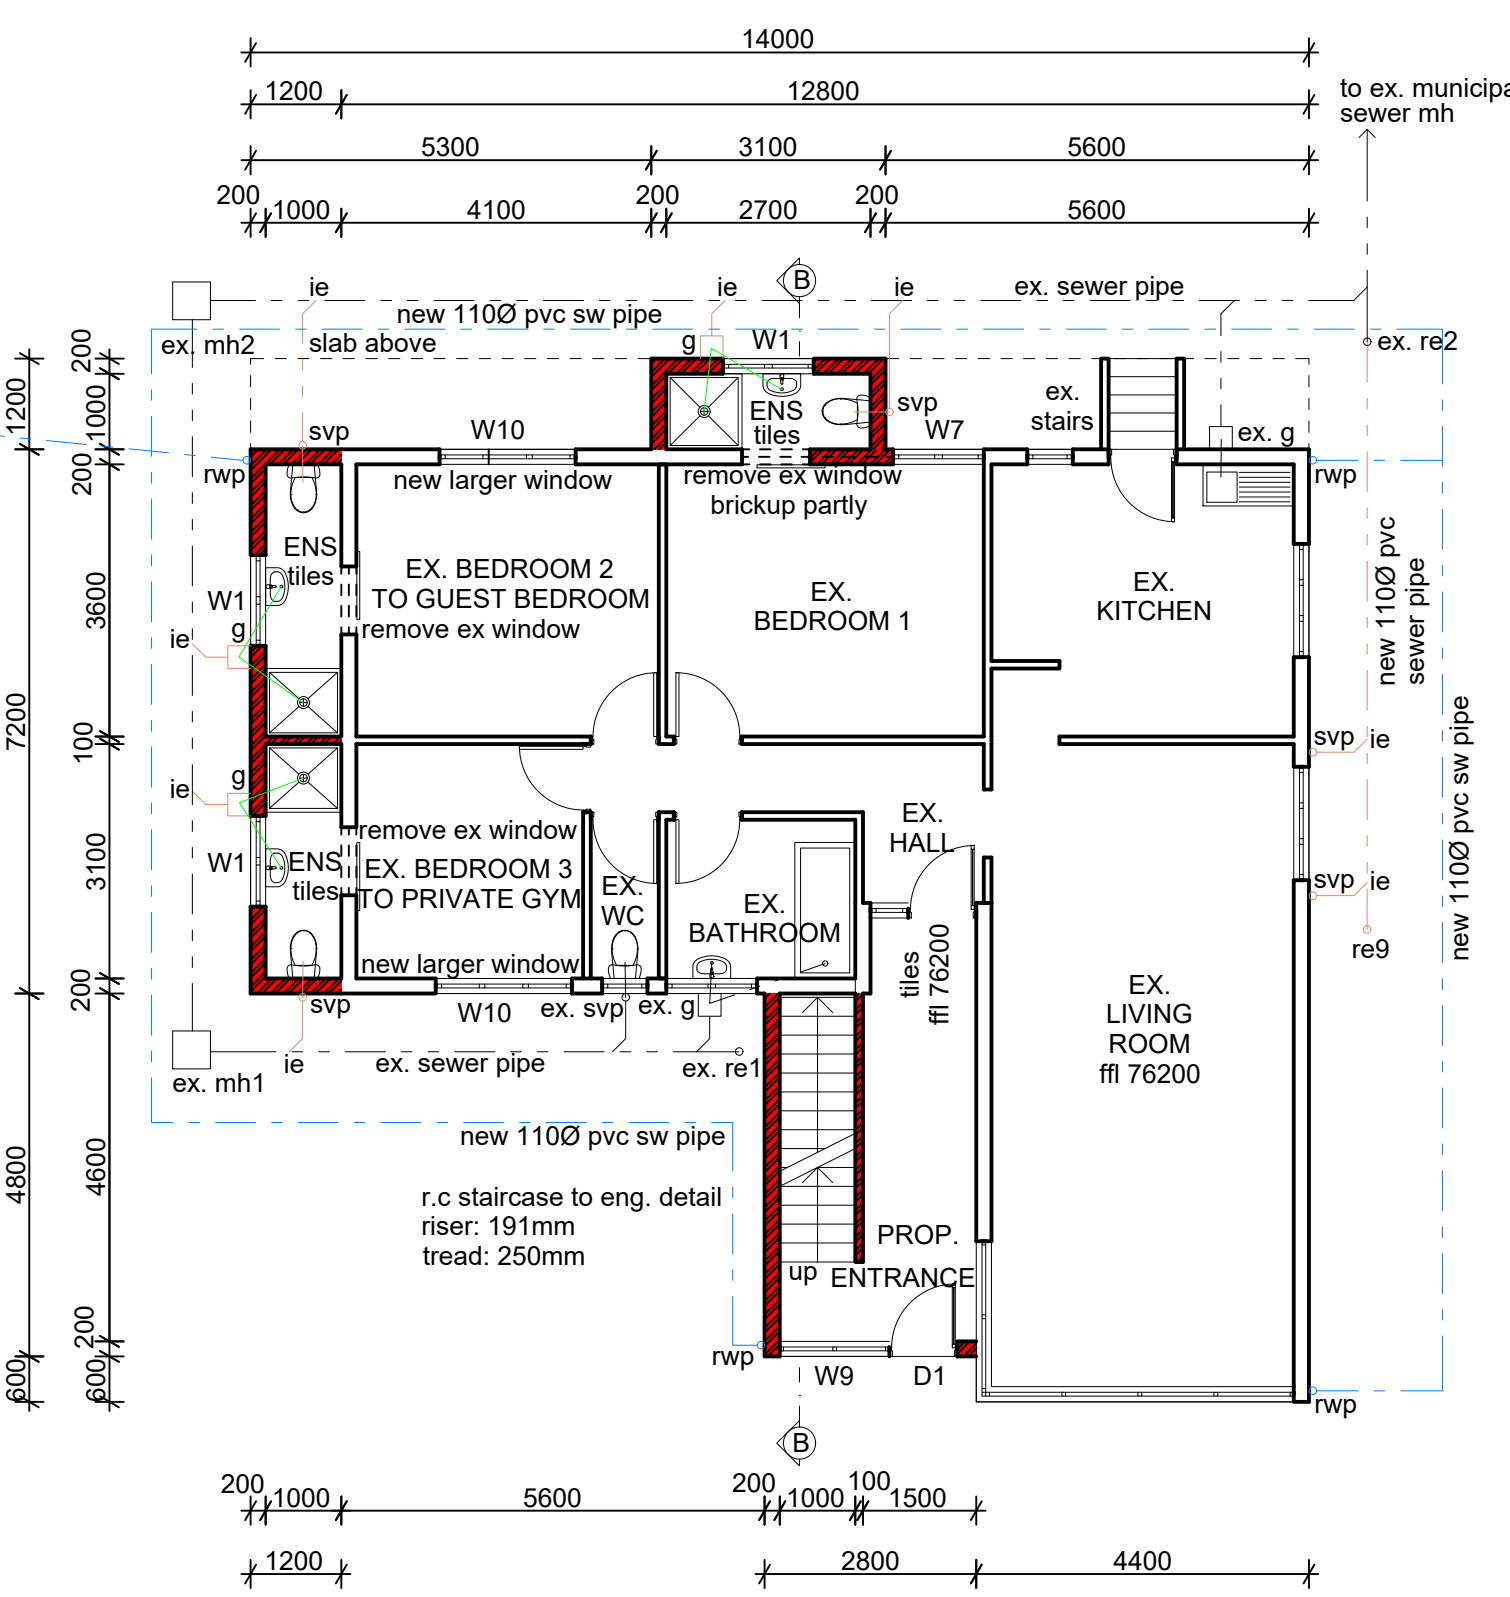 14000
1200
12800
to ex. municipa
sewer mh
5300
3100
5600
200
1000
4100
200
2700
200
5600
B
ie
ie
ie
ex. sewer pipe
new 110Ø pvc sw pipe
ex. mh2
slab above
g
W1
ex. re2
200
1200
1000
200
3600
7200
100
3100
200
4800
4600
200
600
600
svp
W10
ENS
tiles
svp
W7
ex.
stairs
ex. g
rwp
rwp
new larger window
remove ex window
brickup partly
ENS
tiles
EX. BEDROOM 2
TO GUEST BEDROOM
remove ex window
EX.
BEDROOM 1
EX.
KITCHEN
new 110Ø pvc
sewer pipe
W1
g
ie
new 110Ø pvc sw pipe
svp
ie
g
ie
W1
ENS
tiles
remove ex window
EX. BEDROOM 3
TO PRIVATE GYM
EX.
WC
EX.
BATHROOM
EX.
HALL
svp
ie
re9
new larger window
tiles
ffl 76200
EX.
LIVING
ROOM
ffl 76200
svp
W10
ex. svp
ex. g
ex. mh1
ie
ex. sewer pipe
ex. re1
new 110Ø pvc sw pipe
r.c staircase to eng. detail
riser: 191mm
tread: 250mm
PROP.
ENTRANCE
up
rwp
W9
D1
rwp
B
200
1000
5600
200
1000
100
1500
1200
2800
4400